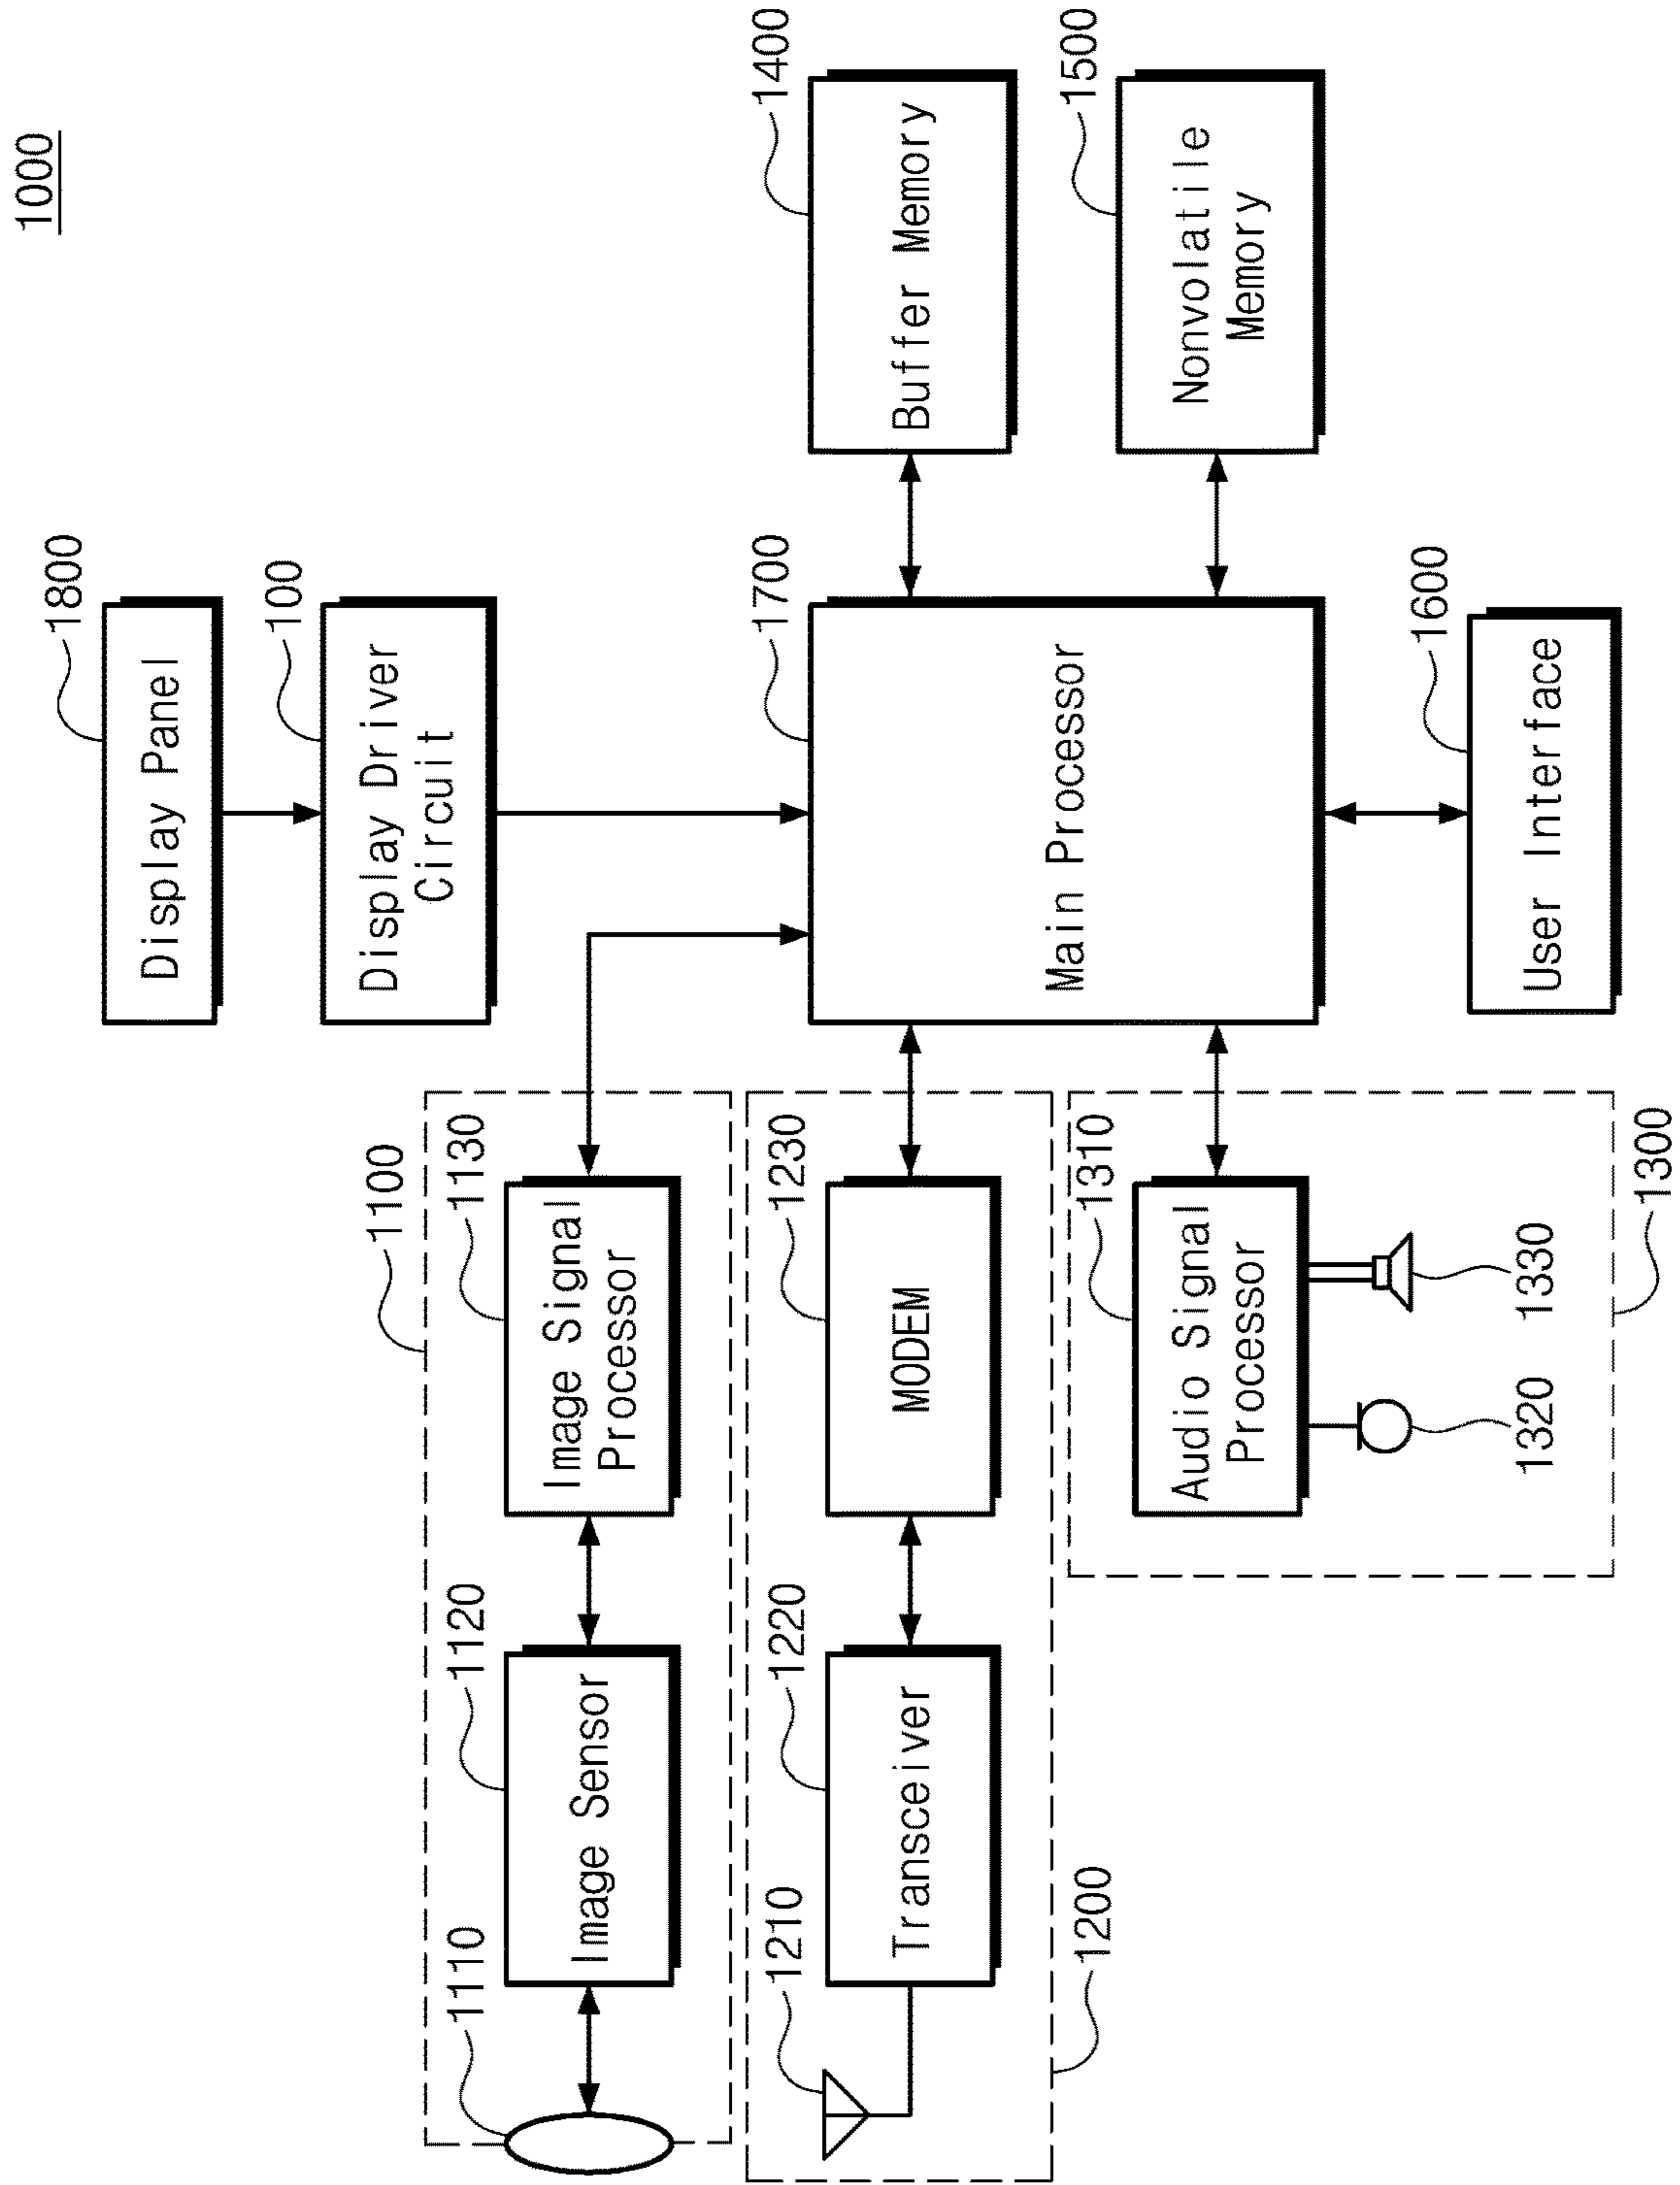 1000
1800
Display Panel
100
Display Driver
Circuit
1100
1110
1120
1130
Image Sensor
Image Signal
Processor
1210
1220
1230
1700
1400
Transceiver
MODEM
Main Processor
Buffer Memory
1200
1310
1500
Audio Signal
Processor
Nonvolatile
Memory
1320
1330
1300
1600
User Interface